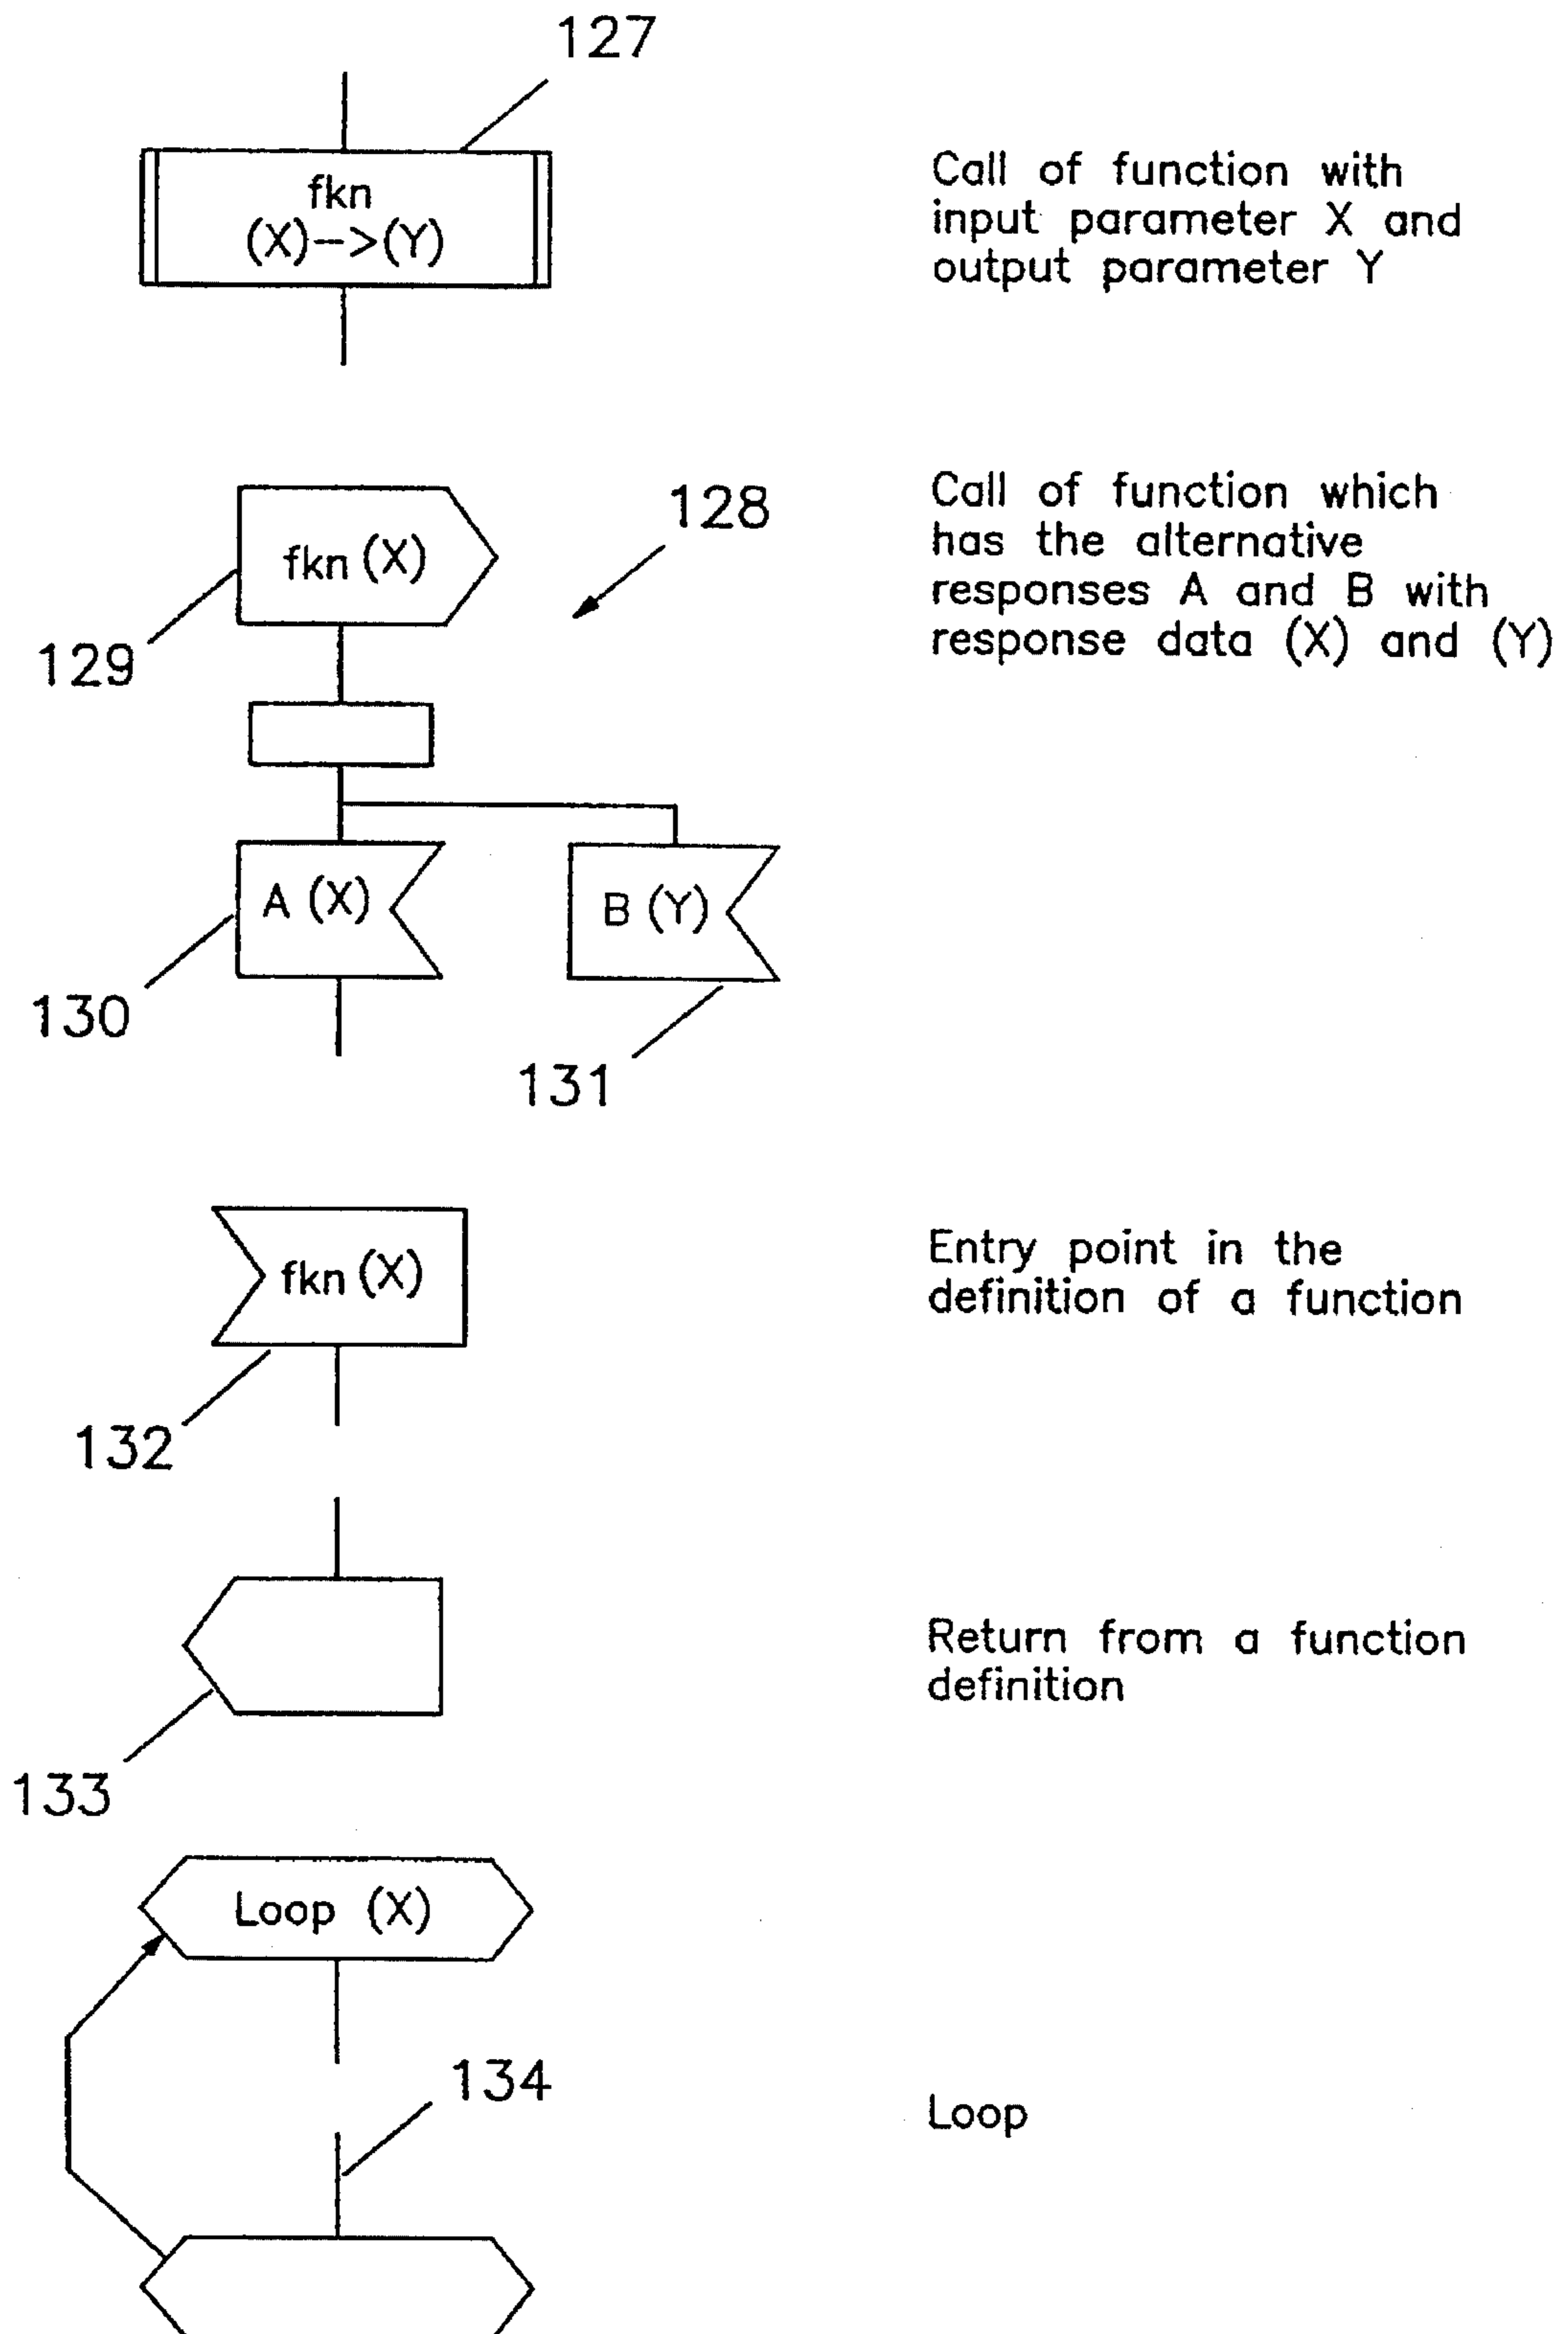 127
fkn
(X)->(Y)
Call of function with
input parameter X and
output parameter Y
128
fkn (X)
129
Call of function which
has the alternative
responses A and B with
response data (X) and (Y)
A (X)
B (Y)
130
131
fkn (X)
132
Entry point in the
definition of a function
133
Return from a function
definition
Loop (X)
134
Loop